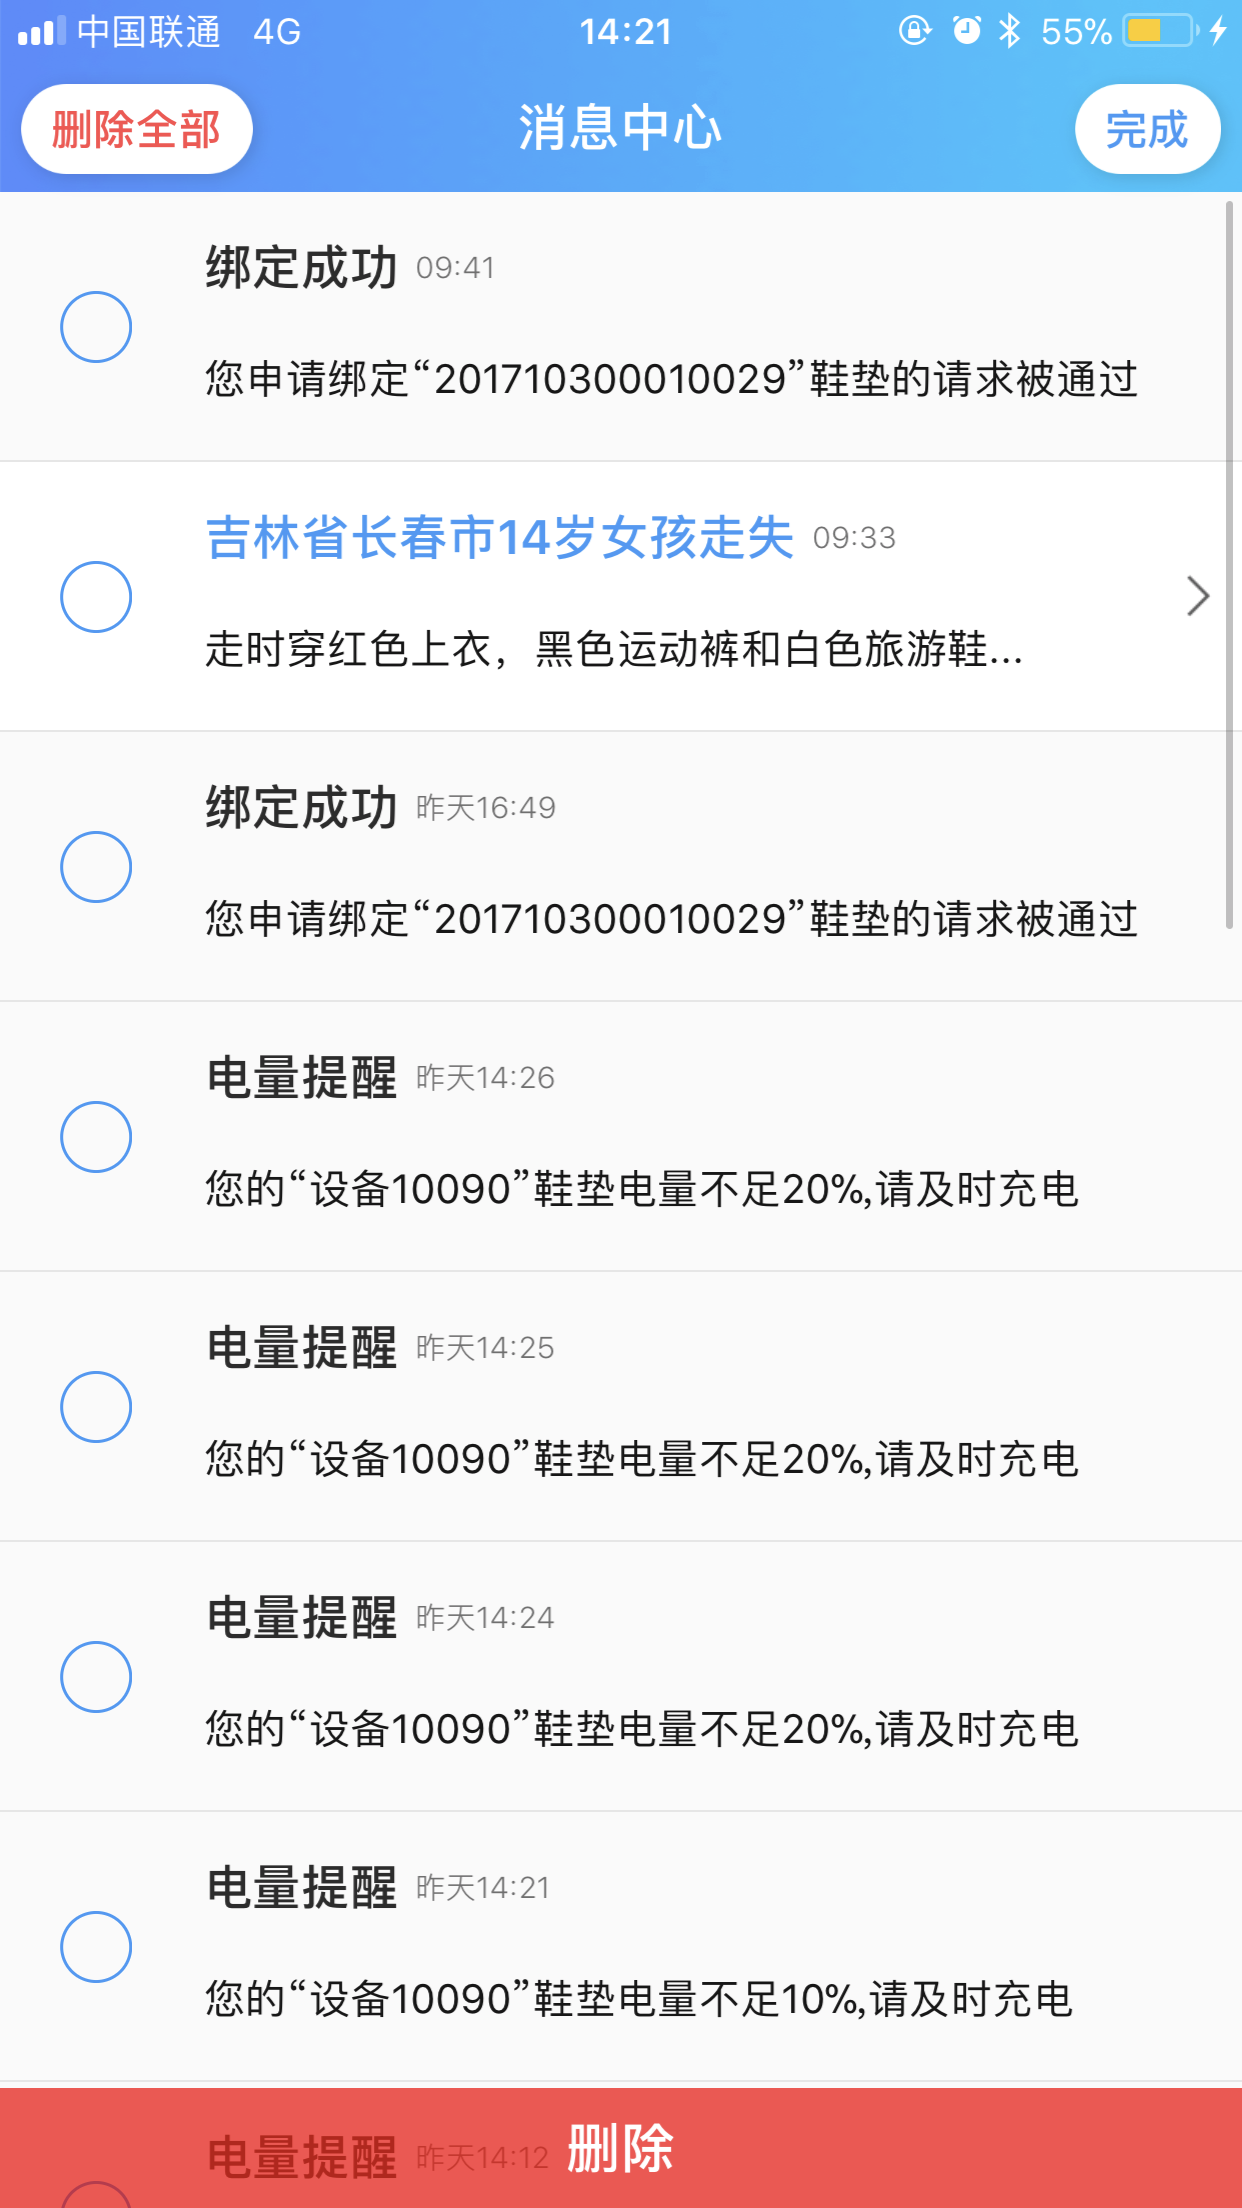 中国联通 4G 14:21 55%
删除全部 消息中心 完成
绑定成功 09:41
您申请绑定“201710300010029”鞋垫的请求被通过
吉林省长春市14岁女孩走失 09:33
走时穿红色上衣，黑色运动裤和白色旅游鞋...
绑定成功 昨天16:49
您申请绑定“201710300010029”鞋垫的请求被通过
电量提醒 昨天14:26
您的“设备10090”鞋垫电量不足20%,请及时充电
电量提醒 昨天14:25
您的“设备10090”鞋垫电量不足20%,请及时充电
电量提醒 昨天14:24
您的“设备10090”鞋垫电量不足20%,请及时充电
电量提醒 昨天14:21
您的“设备10090”鞋垫电量不足10%,请及时充电
电量提醒 昨天14:12
删除